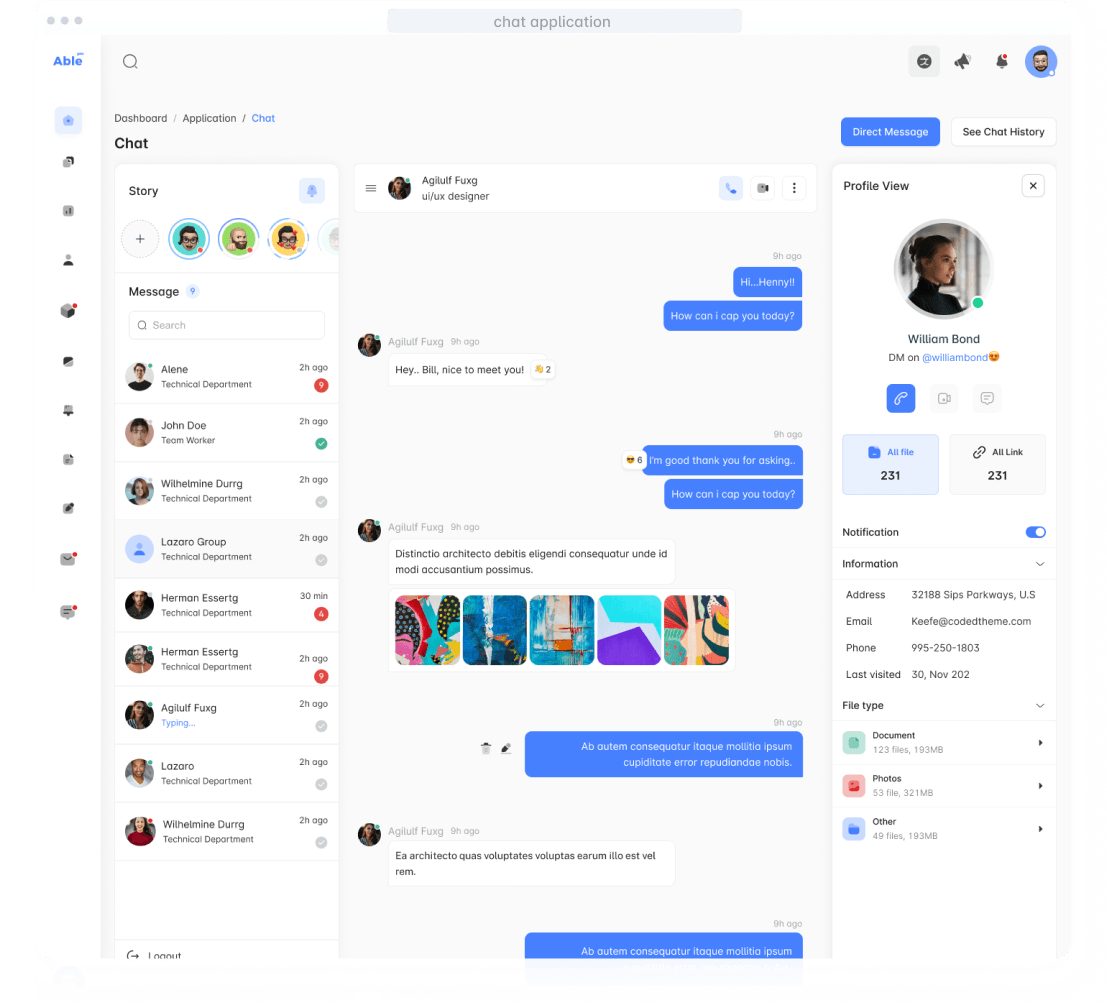 chat application
Able pro
Dashboard / Application / Chat
Chat
Direct Message
See Chat History
Story
Message 9
Search
Alene
2h ago
Technical Department
9
John Doe
2h ago
Team Worker
Wilhelmine Durrg
2h ago
Technical Department
Lazaro Group
2h ago
Technical Department
Herman Essertg
30 min
Technical Department
4
Herman Essertg
2h ago
Technical Department
9
Agilulf Fuxg
2h ago
Typing...
Lazaro
2h ago
Technical Department
Wilhelmine Durrg
2h ago
Technical Department
Logout
Agilulf Fuxg
ui/ux designer
9h ago
Hi...Henny!!
How can i cap you today?
Agilulf Fuxg 9h ago
Hey.. Bill, nice to meet you!
2
9h ago
6
I'm good thank you for asking..
How can i cap you today?
Agilulf Fuxg 9h ago
Distinctio architecto debitis eligendi consequatur unde id
modi accusantium possimus.
9h ago
Ab autem consequatur itaque mollitia ipsum
cupiditate error repudiandae nobis.
Agilulf Fuxg 9h ago
Ea architecto quas voluptates voluptas earum illo est vel
rem.
9h ago
Ab autem consequatur itaque mollitia ipsum
Profile View
William Bond
DM on @williambond😍
All file
231
All Link
231
Notification
Information
Address 32188 Sips Parkways, U.S
Email Keefe@codedtheme.com
Phone 995-250-1803
Last visited 30, Nov 202
File type
Document
123 files, 193MB
Photos
53 file, 321MB
Other
49 files, 193MB